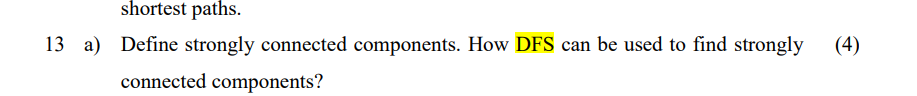 shortest paths.
13 a) Define strongly connected components. How DFS can be used to find strongly (4)
connected components?